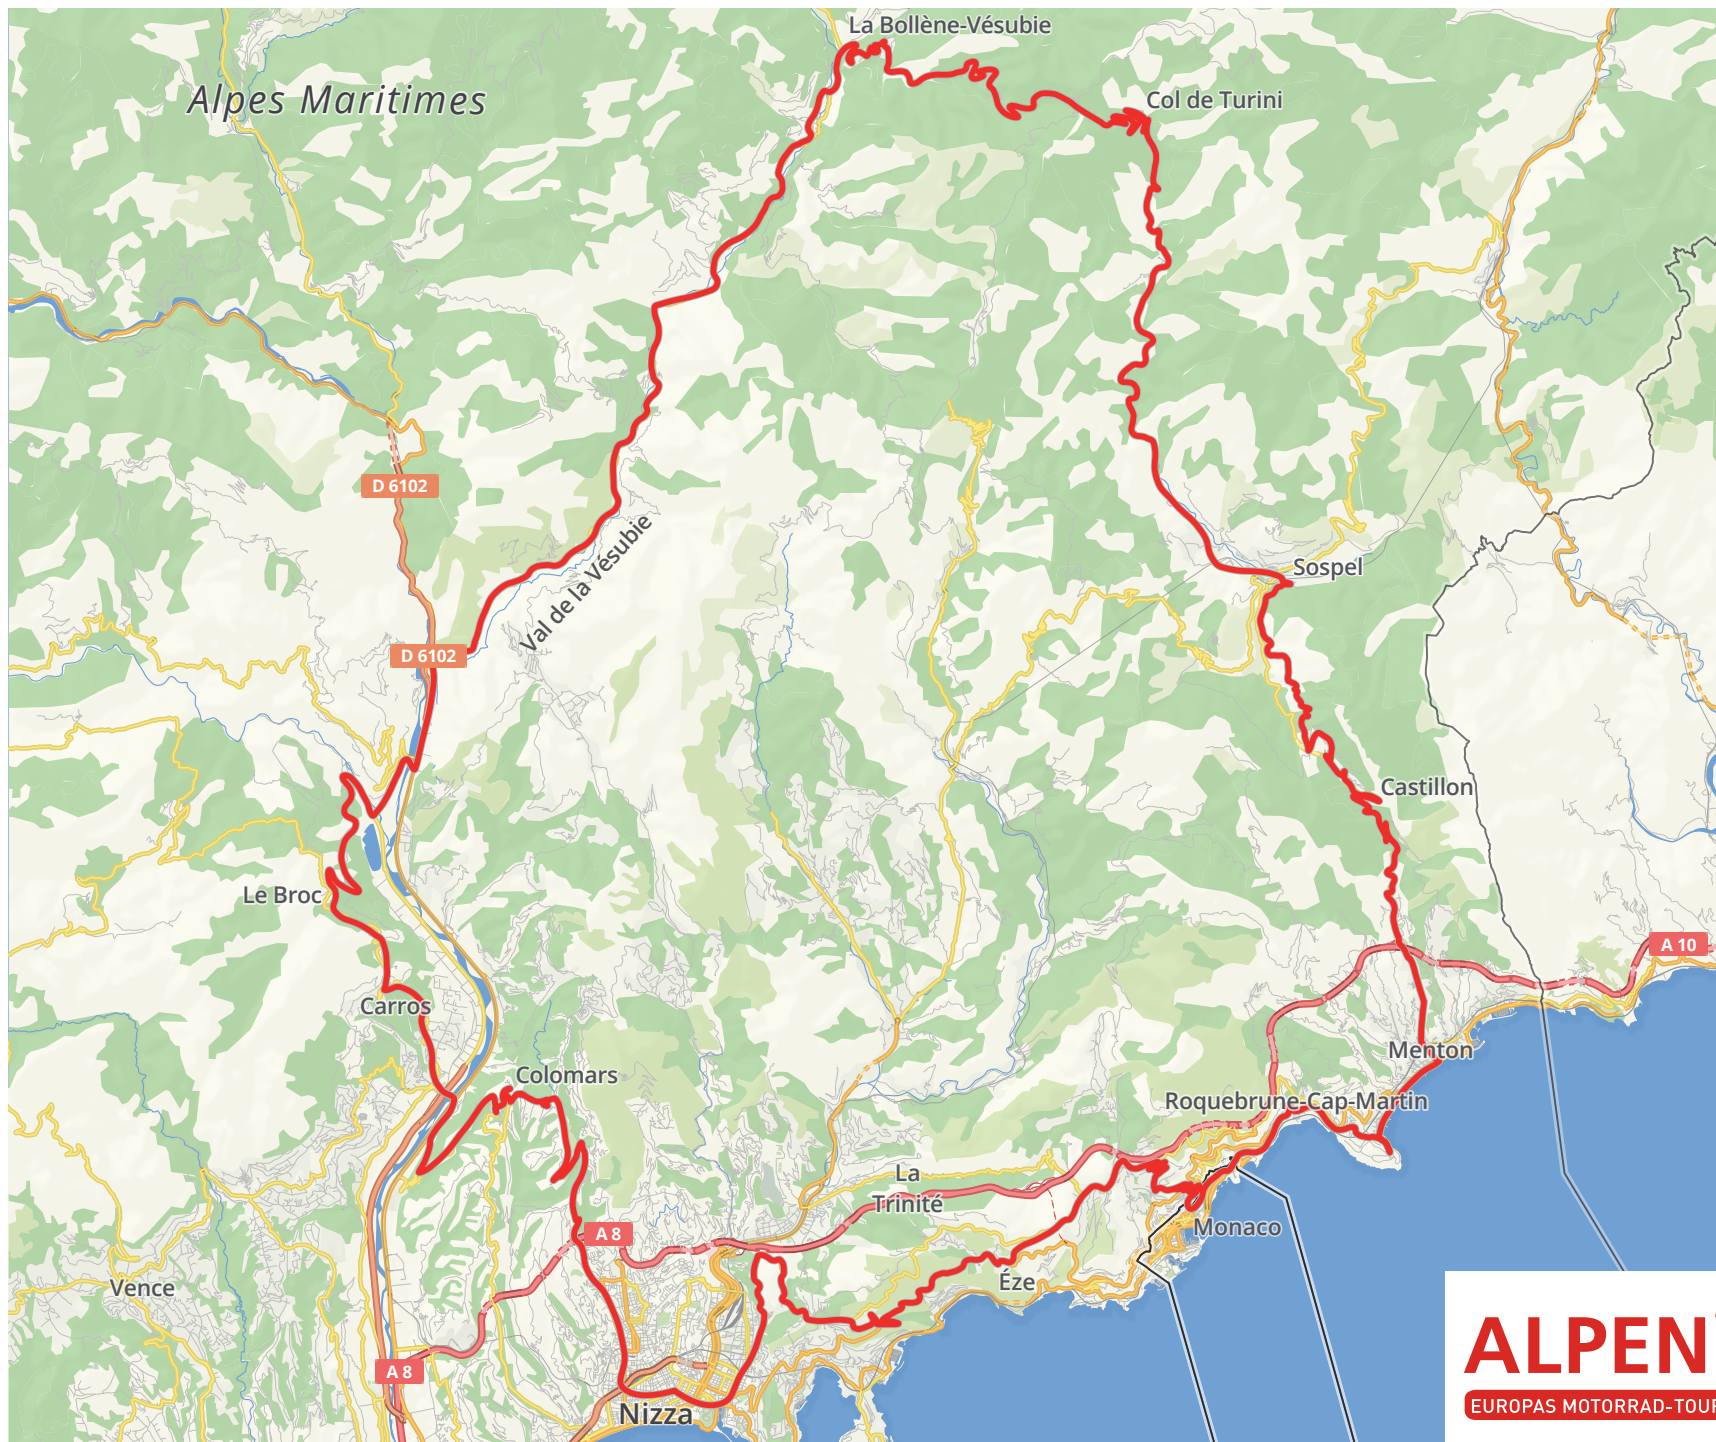 La Bollène-Vésubie
Alpes Maritimes
Col de Turini
D 6102
Val de la Vésubie
Sospel
D 6102
Castillon
Le Broc
A 10
Carros
Menton
Colomars
Roquebrune-Cap-Martin
La
Trinité
Monaco
A 8
Éze
Vence
A 8
Nizza
ALPEN
EUROPAS MOTORRAD-TOUR